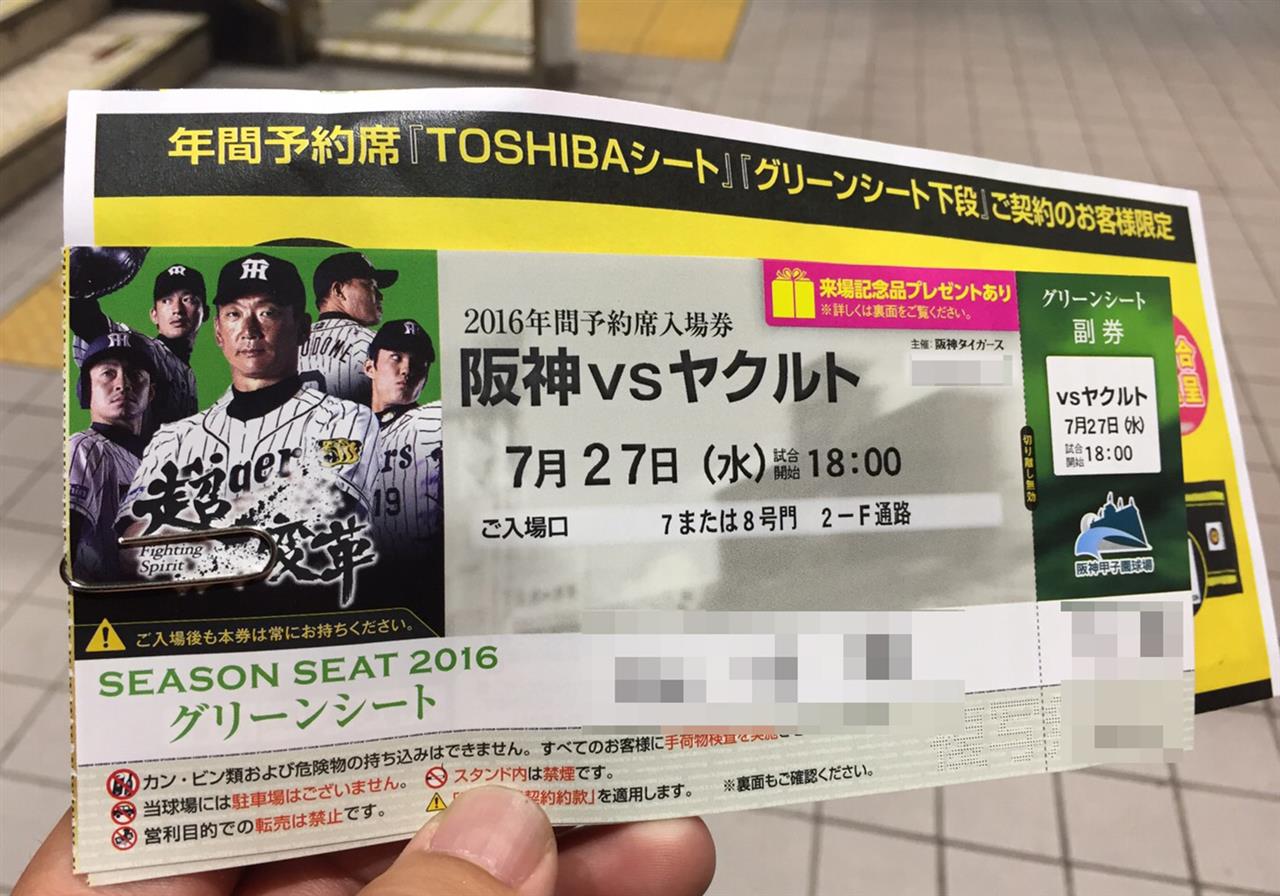 年間予約席『TOSHIBAシート』『グリーンシート下段』ご契約のお客様限定
来場記念品プレゼントあり
※詳しくは裏面をご覧ください。
2016年間予約席入場券
主催:阪神タイガース
阪神vsヤクルト
7月27日(水)試合開始18:00
ご入場口 7または8号門 2-F通路
グリーンシート
副券
vsヤクルト
7月27日(水)
試合開始18:00
切り離し無効
阪神甲子園球場
超変革
Fighting
Spirit
19
ご入場後も本券は常にお持ちください。
SEASON SEAT 2016
グリーンシート
カン・ビン類および危険物の持ち込みはできません。すべてのお客様に手荷物検査を実施
当球場には駐車場はございません。
スタンド内は禁煙です。
営利目的での転売は禁止です。
契約約款」を適用します。
※裏面もご確認ください。